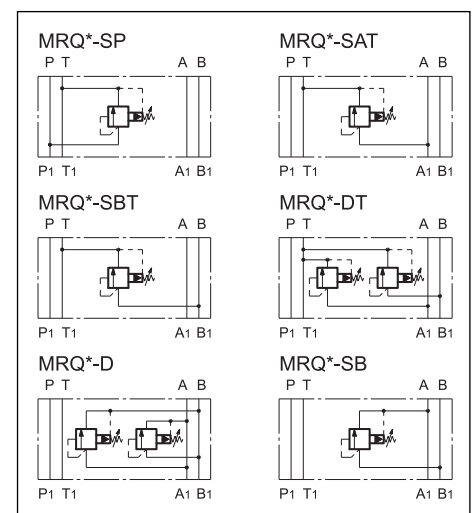 MRQ*-SP MRQ*-SAT
P T A B P T A B
P1 T1 A1 B1 P1 T1 A1 B1
MRQ*-SBT MRQ*-DT
P T A B P T A B
P1 T1 A1 B1 P1 T1 A1 B1
MRQ*-D MRQ*-SB
P T A B P T A B
P1 T1 A1 B1 P1 T1 A1 B1